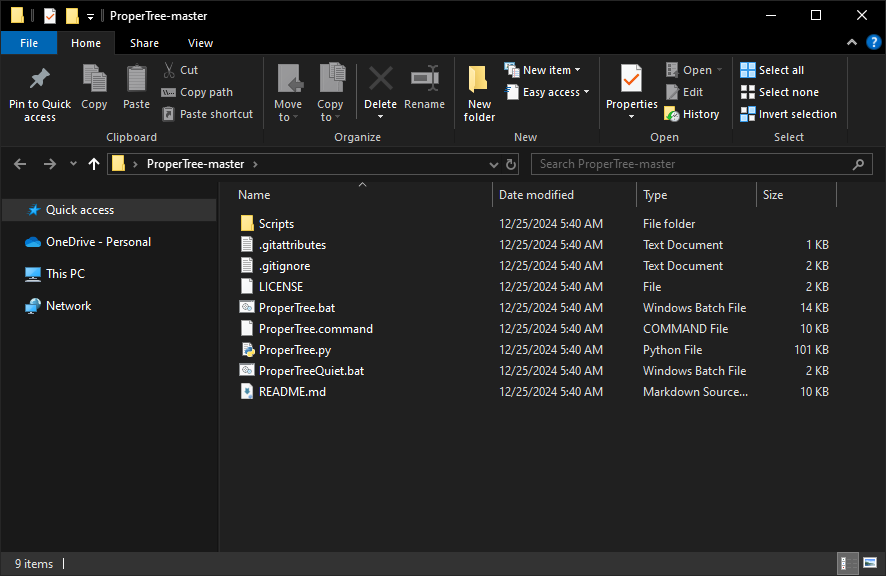 ProperTree-master
File Home Share View
Pin to Quick access
Copy
Paste
Cut
Copy path
Paste shortcut
Clipboard
Move to
Copy to
Delete
Rename
Organize
New folder
New item
Easy access
New
Properties
Open
Edit
History
Open
Select all
Select none
Invert selection
Select
ProperTree-master
Search ProperTree-master
Quick access
OneDrive - Personal
This PC
Network
Name Date modified Type Size
Scripts 12/25/2024 5:40 AM File folder
.gitattributes 12/25/2024 5:40 AM Text Document 1 KB
.gitignore 12/25/2024 5:40 AM Text Document 2 KB
LICENSE 12/25/2024 5:40 AM File 2 KB
ProperTree.bat 12/25/2024 5:40 AM Windows Batch File 14 KB
ProperTree.command 12/25/2024 5:40 AM COMMAND File 10 KB
ProperTree.py 12/25/2024 5:40 AM Python File 101 KB
ProperTreeQuiet.bat 12/25/2024 5:40 AM Windows Batch File 2 KB
README.md 12/25/2024 5:40 AM Markdown Source... 10 KB
9 items